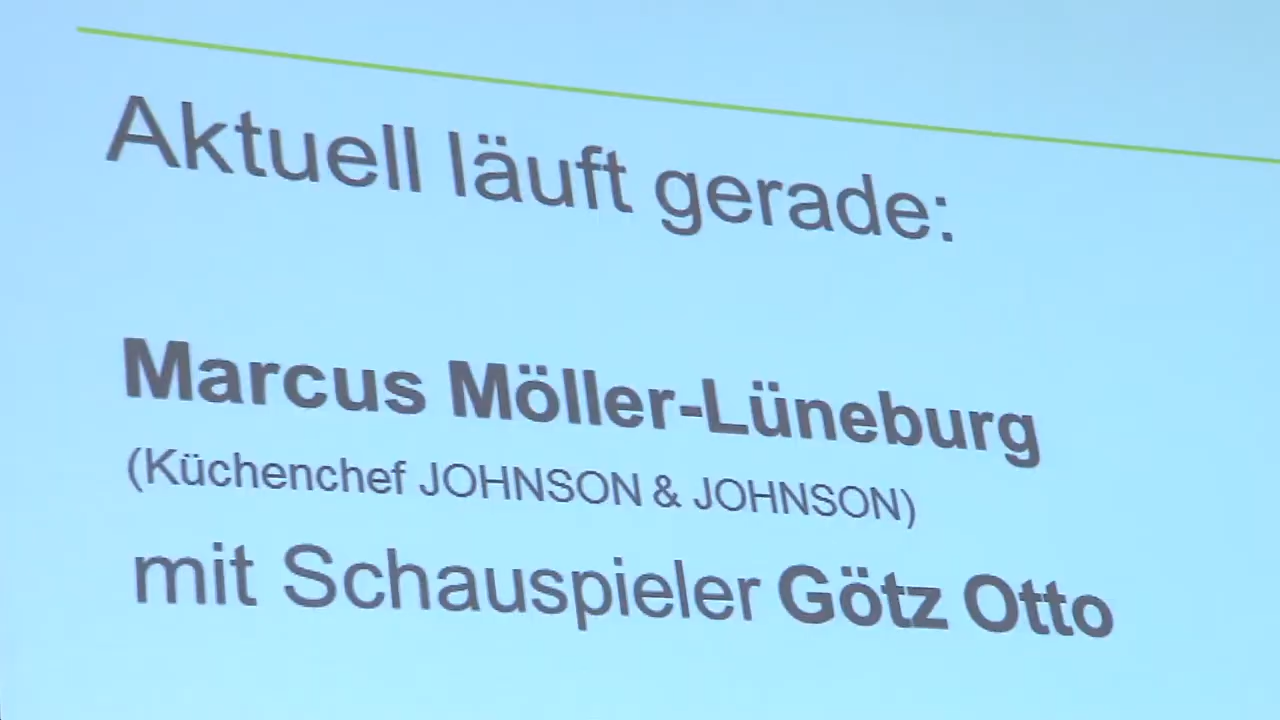 Aktuell läuft gerade:
Marcus Möller-Lüneburg
(Küchenchef JOHNSON & JOHNSON)
mit Schauspieler Götz Otto